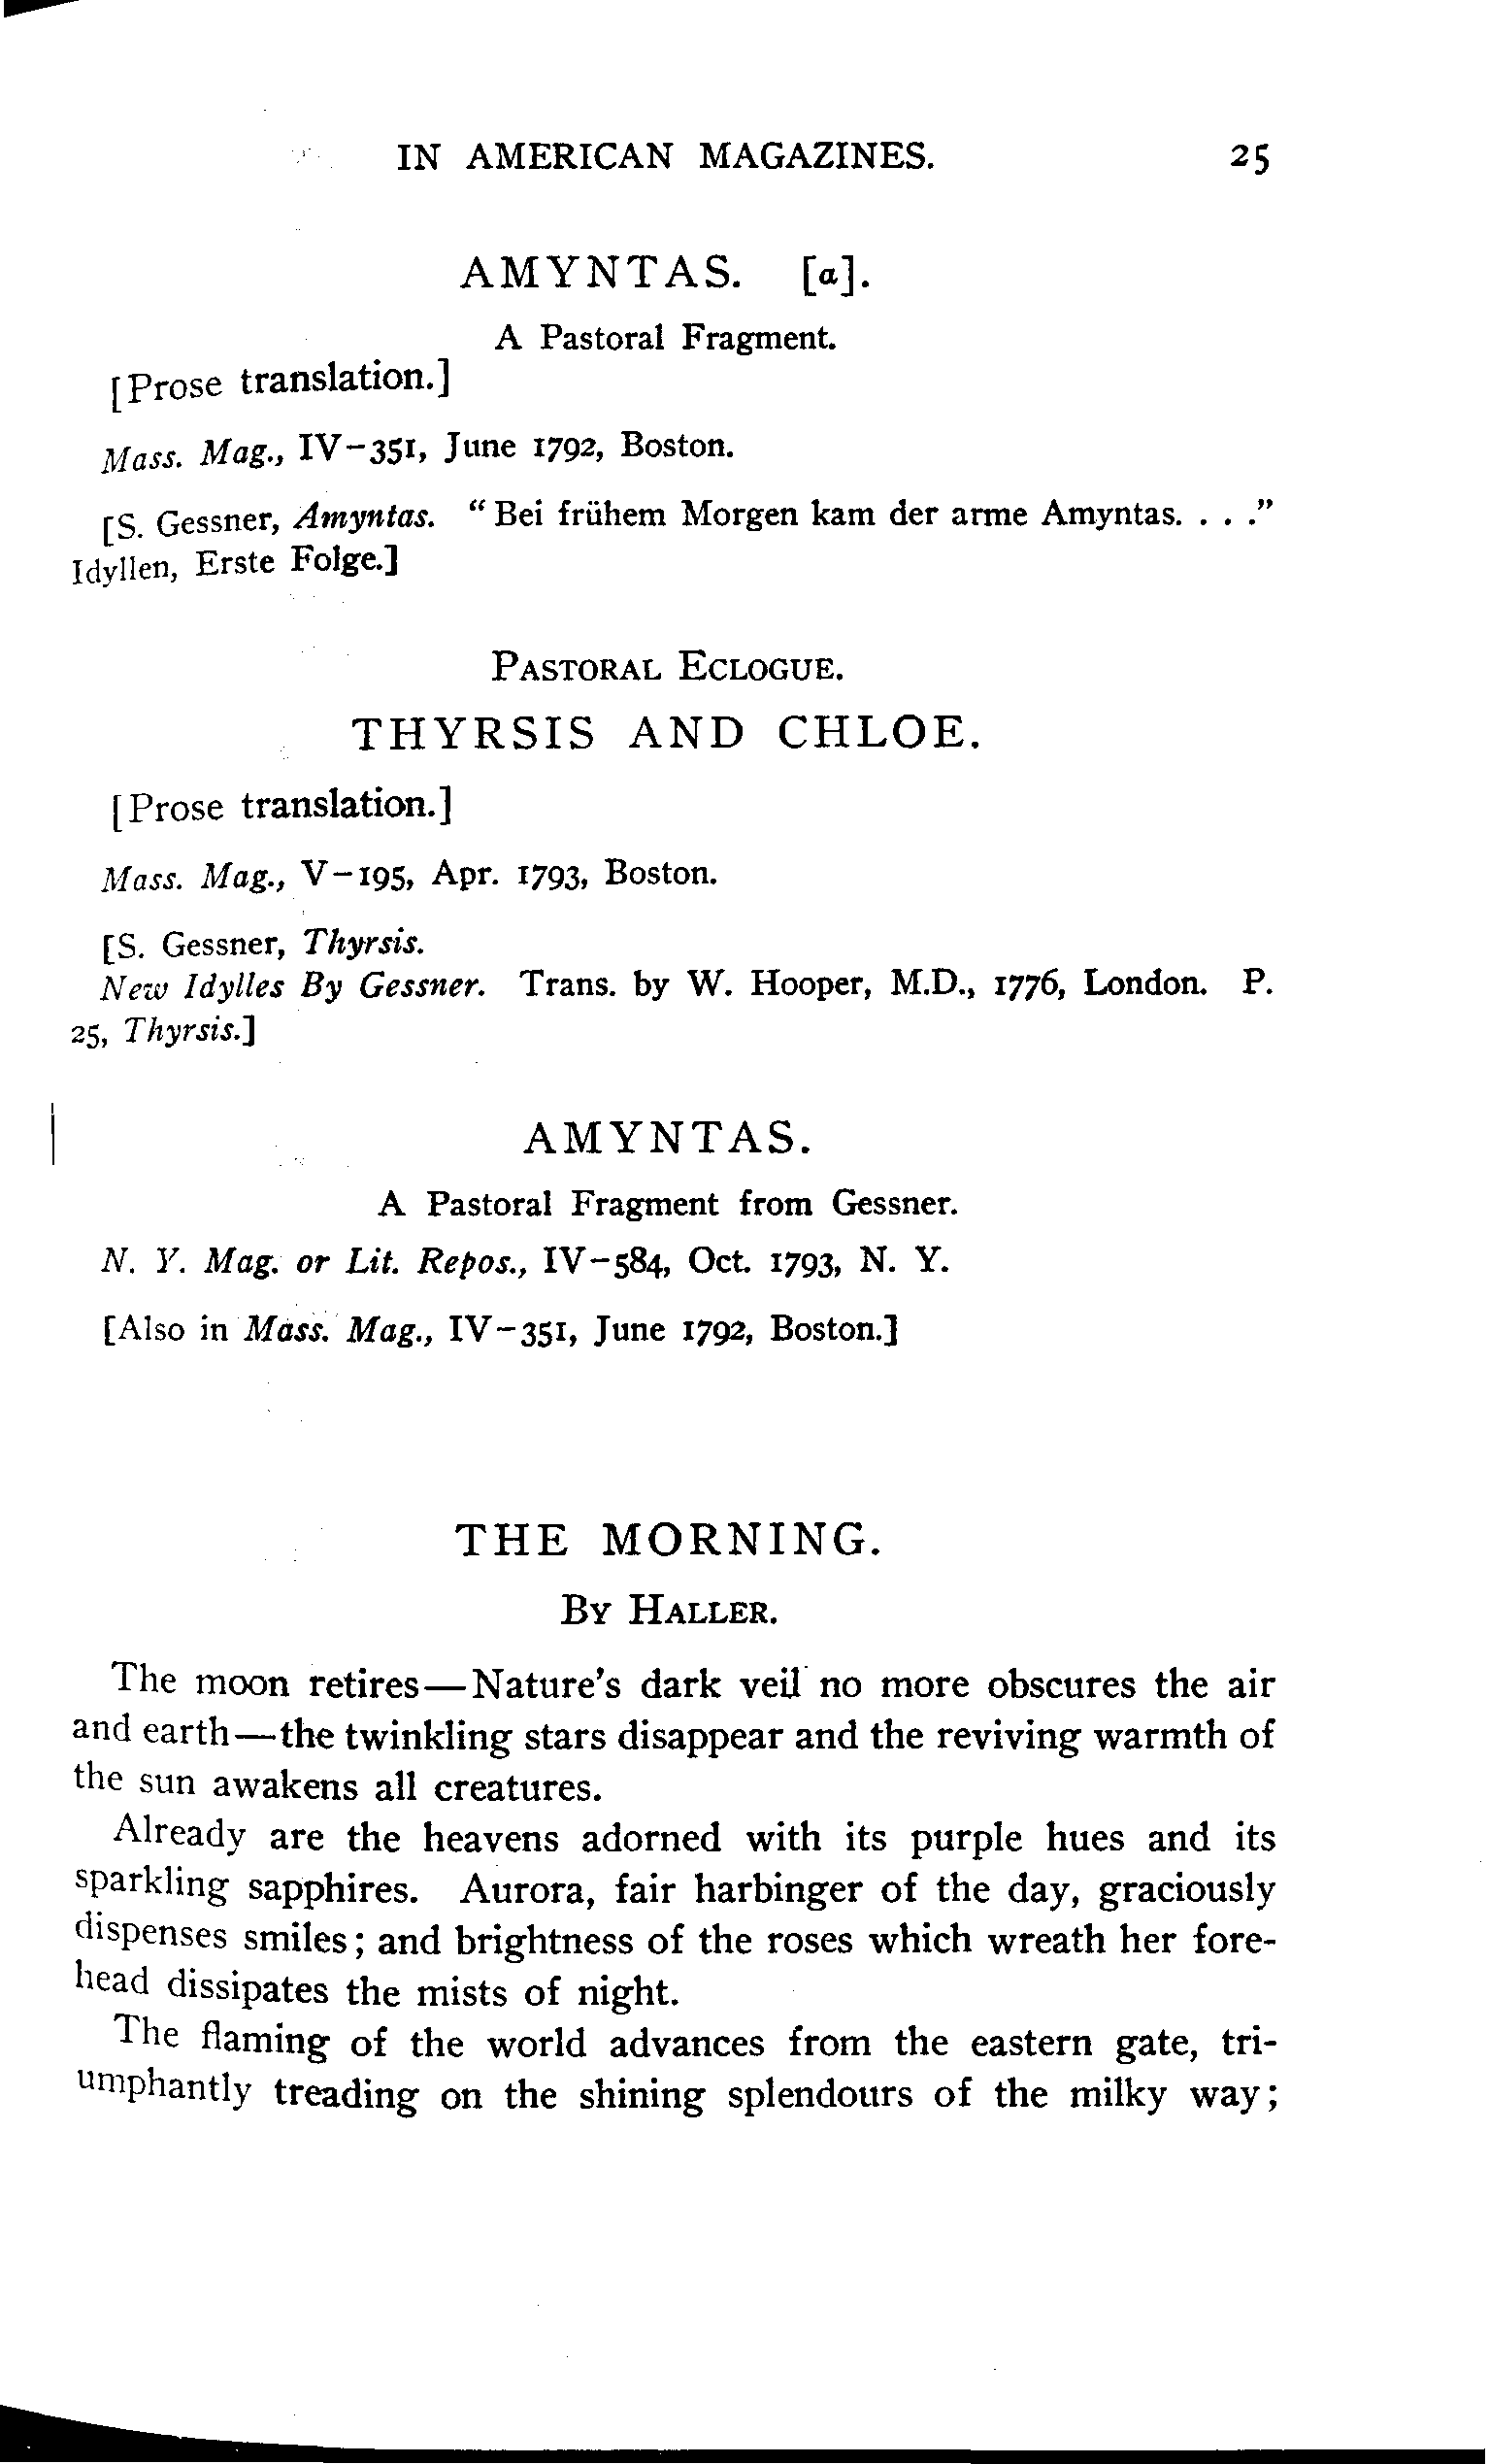 IN AMERICAN MAGAZINES. 25
AMYNTAS. [a].
A Pastoral Fragment.
[Prose translation.]
Mass. Mag., IV-351, June 1792, Boston.
[S. Gessner, Amyntas. "Bei frühem Morgen kam der arme Amyntas. . . ."
Idyllen, Erste Folge.]
PASTORAL ECLOGUE.
THYRSIS AND CHLOE.
[Prose translation.]
Mass. Mag., V-195, Apr. 1793, Boston.
[S. Gessner, Thyrsis.
New Idylles By Gessner. Trans. by W. Hooper, M.D., 1776, London. P.
25, Thyrsis.]
AMYNTAS.
A Pastoral Fragment from Gessner.
N. Y. Mag. or Lit. Repos., IV-584, Oct. 1793, N. Y.
[Also in Mass. Mag., IV-351, June 1792, Boston.]
THE MORNING.
BY HALLER.
The moon retires—Nature's dark veil no more obscures the air
and earth—the twinkling stars disappear and the reviving warmth of
the sun awakens all creatures.
Already are the heavens adorned with its purple hues and its
sparkling sapphires. Aurora, fair harbinger of the day, graciously
dispenses smiles; and brightness of the roses which wreath her fore-
head dissipates the mists of night.
The flaming of the world advances from the eastern gate, tri-
umphantly treading on the shining splendours of the milky way;